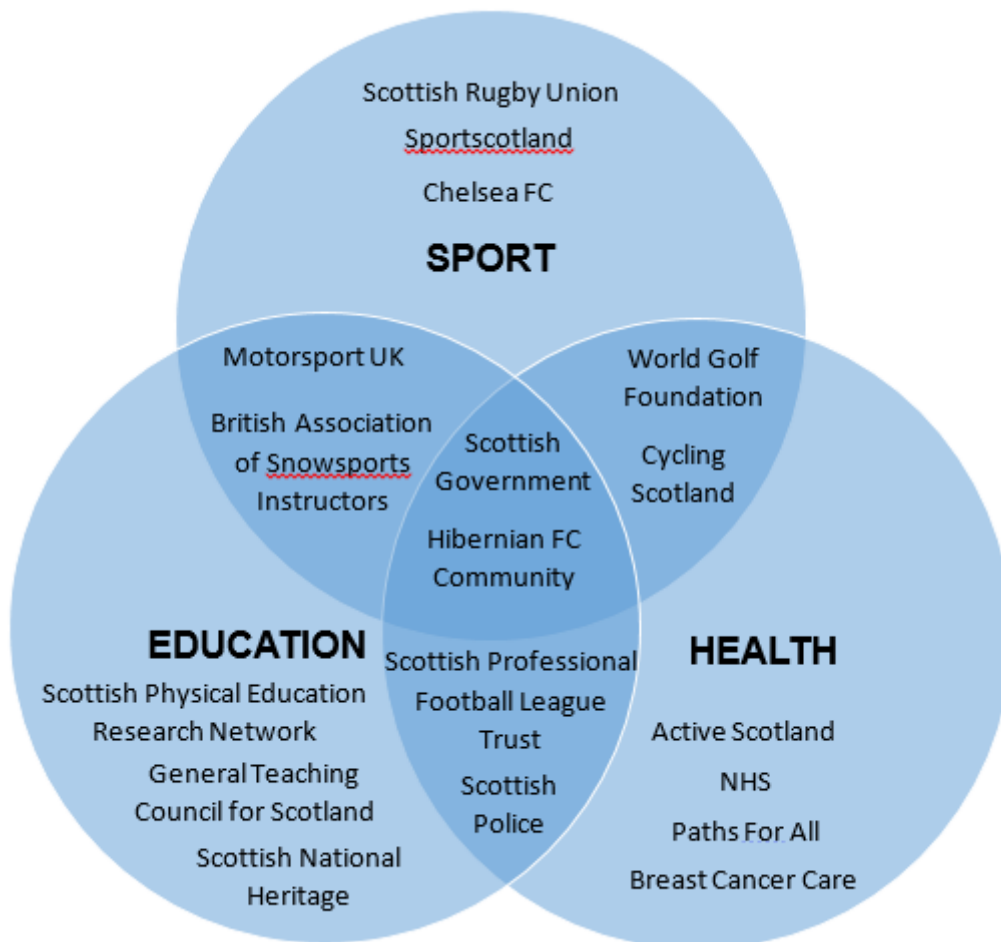 Scottish Rugby Union
Sportscotland
Chelsea FC
SPORT
Motorsport UK
British Association
of Snowsports
Instructors
World Golf
Foundation
Cycling
Scotland
Scottish
Government
Hibernian FC
Community
EDUCATION
Scottish Physical Education
Research Network
General Teaching
Council for Scotland
Scottish National
Heritage
Scottish Professional
Football League
Trust
Scottish
Police
HEALTH
Active Scotland
NHS
Paths For All
Breast Cancer Care